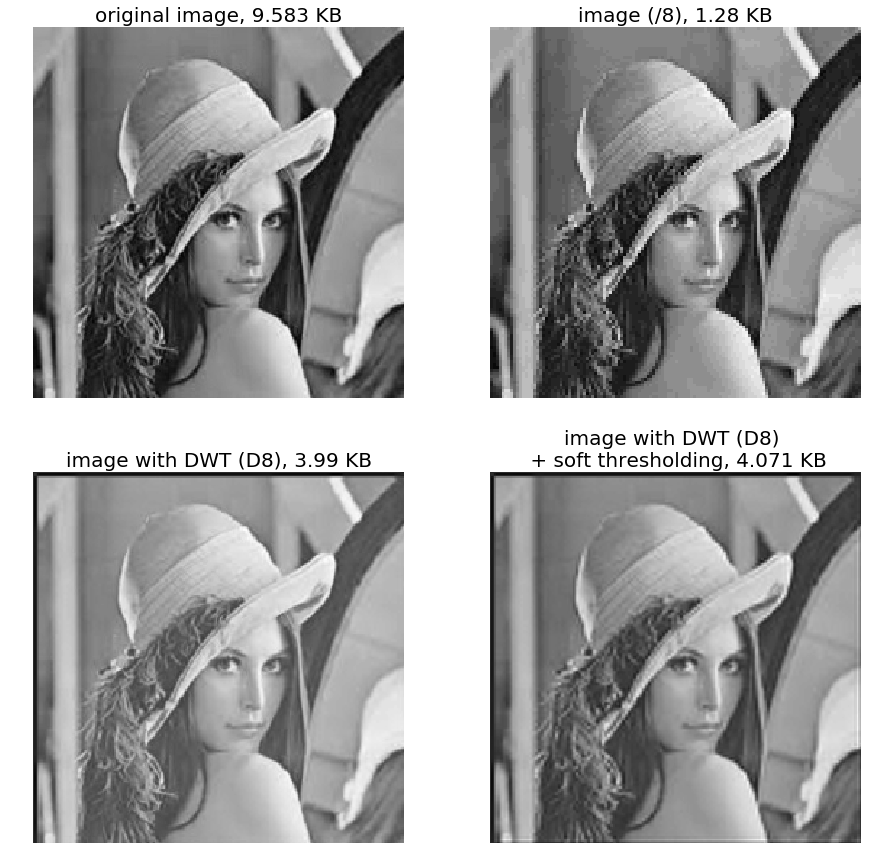 original image, 9.583 KB
image (/8), 1.28 KB
image with DWT (D8), 3.99 KB
image with DWT (D8)
+ soft thresholding, 4.071 KB